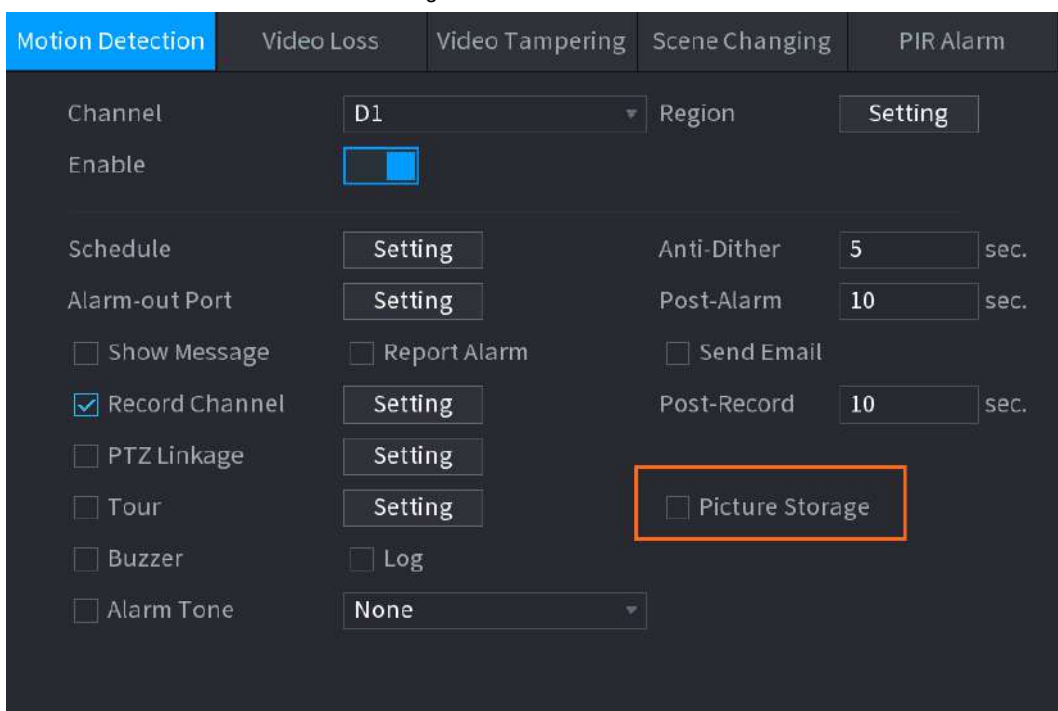 Motion Detection Video Loss Video Tampering Scene Changing PIR Alarm
Channel D1 Region Setting
Enable
Schedule Setting Anti-Dither 5 sec.
Alarm-out Port Setting Post-Alarm 10 sec.
Show Message Report Alarm Send Email
Record Channel Setting Post-Record 10 sec.
PTZ Linkage Setting
Tour Setting Picture Storage
Buzzer Log
Alarm Tone None